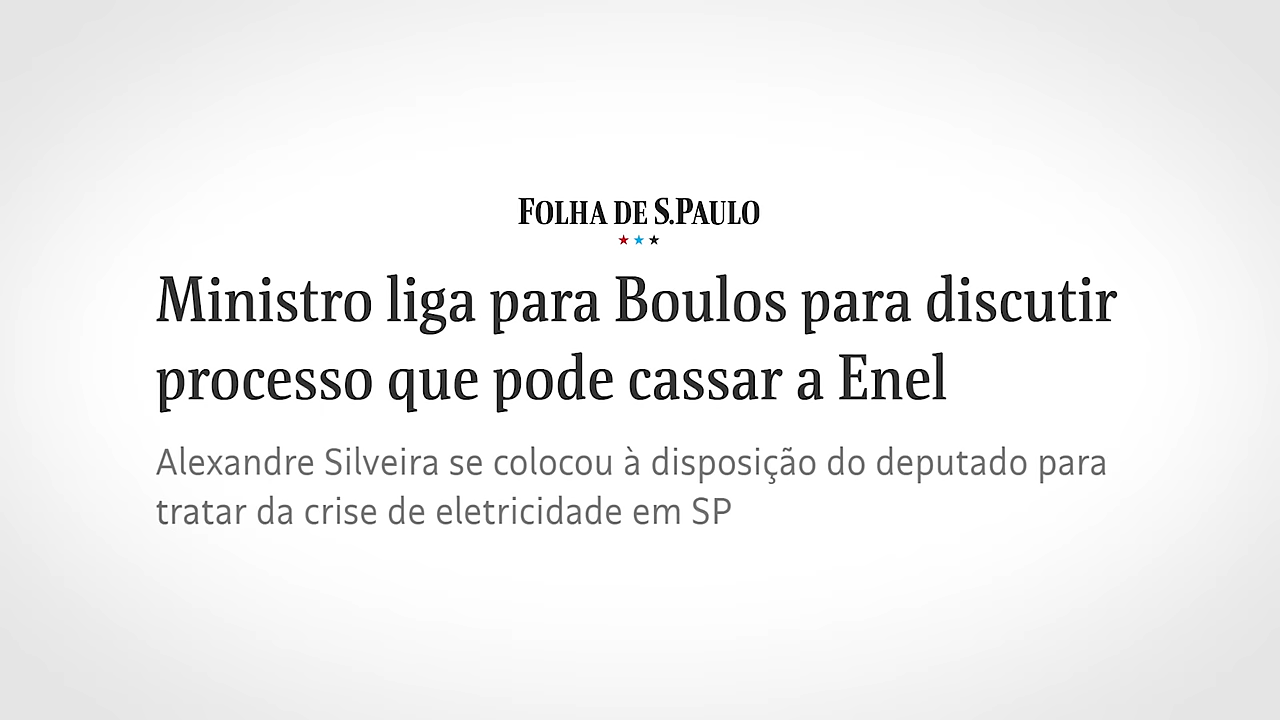 FOLHA DE S.PAULO
Ministro liga para Boulos para discutir
processo que pode cassar a Enel
Alexandre Silveira se colocou à disposição do deputado para
tratar da crise de eletricidade em SP